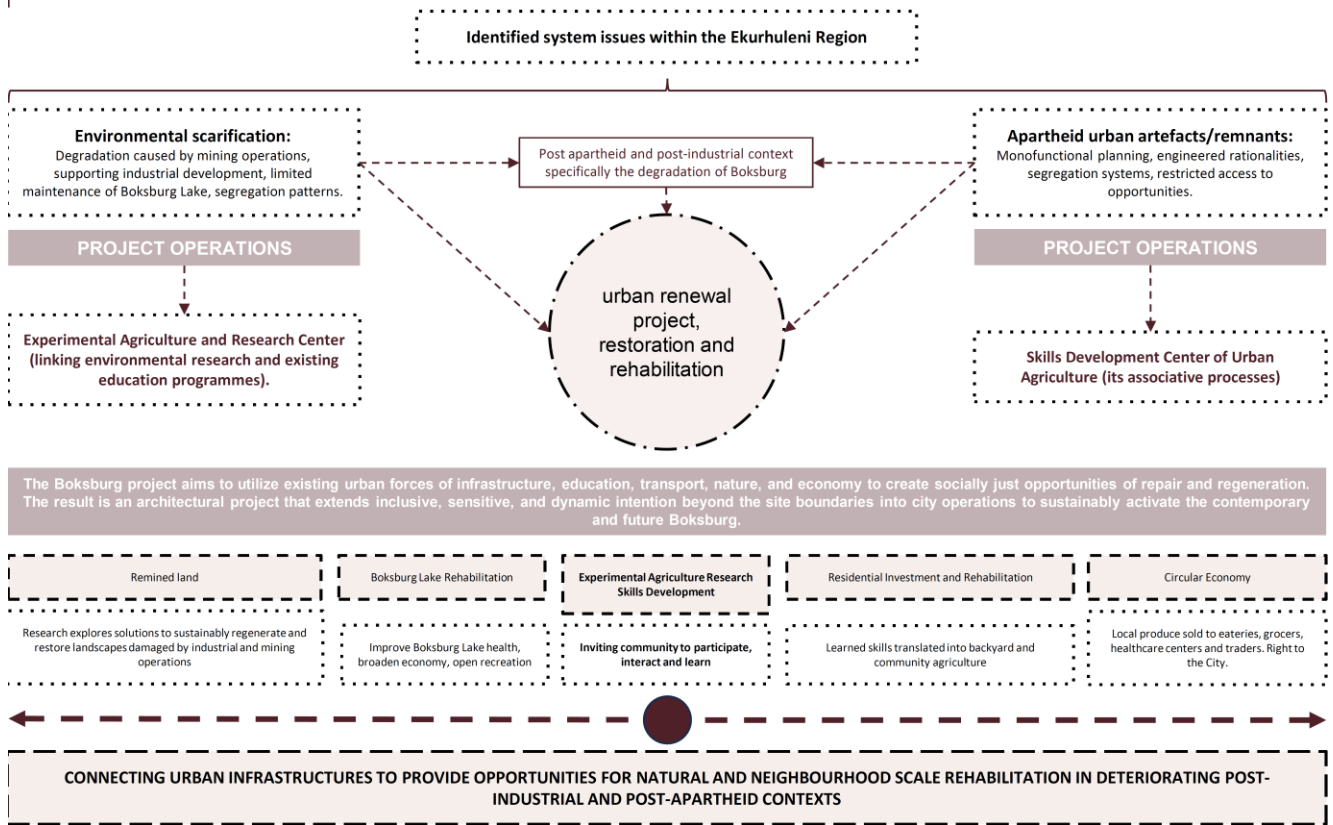 Identified system issues within the Ekurhuleni Region
Environmental scarification:
Degradation caused by mining operations,
supporting industrial development, limited
maintenance of Boksburg Lake, segregation patterns.
Post apartheid and post-industrial context
specifically the degradation of Boksburg
Apartheid urban artefacts/remnants:
Monofunctional planning, engineered rationalities,
segregation systems, restricted access to
opportunities.
PROJECT OPERATIONS
PROJECT OPERATIONS
urban renewal
project,
restoration and
rehabilitation
Experimental Agriculture and Research Center
(linking environmental research and existing
education programmes).
Skills Development Center of Urban
Agriculture (its associative processes)
The Boksburg project aims to utilize existing urban forces of infrastructure, education, transport, nature, and economy to create socially just opportunities of repair and regeneration.
The result is an architectural project that extends inclusive, sensitive, and dynamic intention beyond the site boundaries into city operations to sustainably activate the contemporary
and future Boksburg.
Remined land
Research explores solutions to sustainably regenerate and
restore landscapes damaged by industrial and mining
operations
Boksburg Lake Rehabilitation
Improve Boksburg Lake health,
broaden economy, open recreation
Experimental Agriculture Research
Skills Development
Inviting community to participate,
interact and learn
Residential Investment and Rehabilitation
Learned skills translated into backyard and
community agriculture
Circular Economy
Local produce sold to eateries, grocers,
healthcare centers and traders. Right to
the City.
CONNECTING URBAN INFRASTRUCTURES TO PROVIDE OPPORTUNITIES FOR NATURAL AND NEIGHBOURHOOD SCALE REHABILITATION IN DETERIORATING POST-
INDUSTRIAL AND POST-APARTHEID CONTEXTS